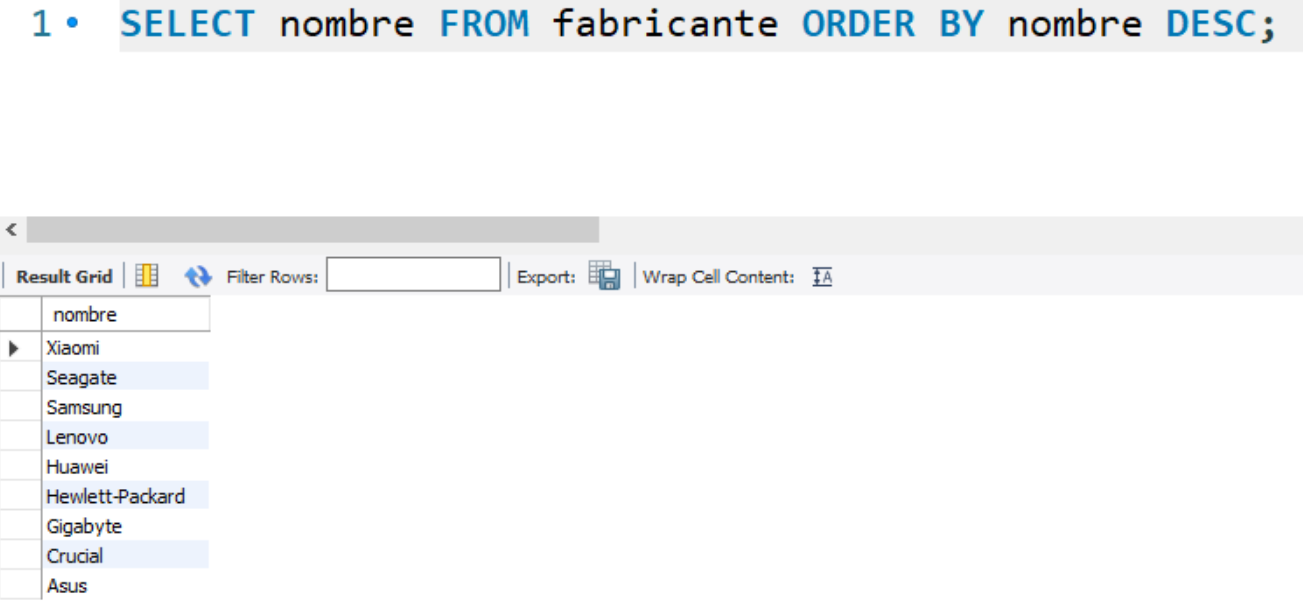 1 SELECT nombre FROM fabricante ORDER BY nombre DESC;
Result Grid Filter Rows: Export: Wrap Cell Content: IA
nombre
Xiaomi
Seagate
Samsung
Lenovo
Huawei
Hewlett-Packard
Gigabyte
Crucial
Asus